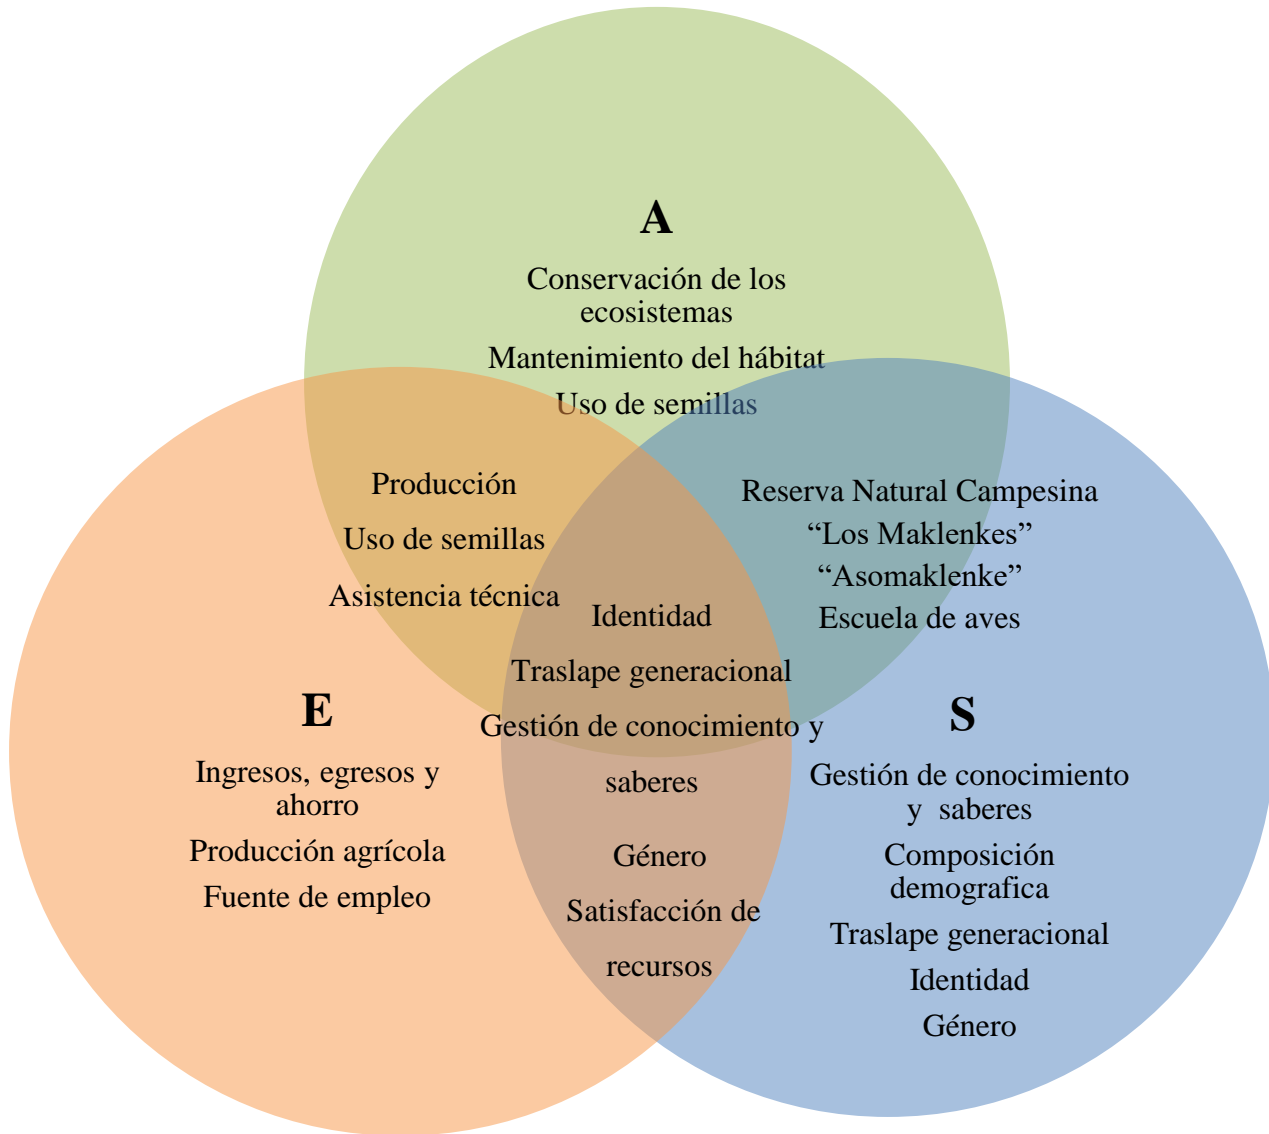 A
Conservación de los
ecosistemas
Mantenimiento del hábitat
Uso de semillas
Producción
Uso de semillas
Asistencia técnica
Reserva Natural Campesina
“Los Maklenkes”
“Asomaklenke”
Escuela de aves
Identidad
Traslape generacional
Gestión de conocimiento y
saberes
Género
Satisfacción de
recursos
E
Ingresos, egresos y
ahorro
Producción agrícola
Fuente de empleo
S
Gestión de conocimiento
y saberes
Composición
demografica
Traslape generacional
Identidad
Género